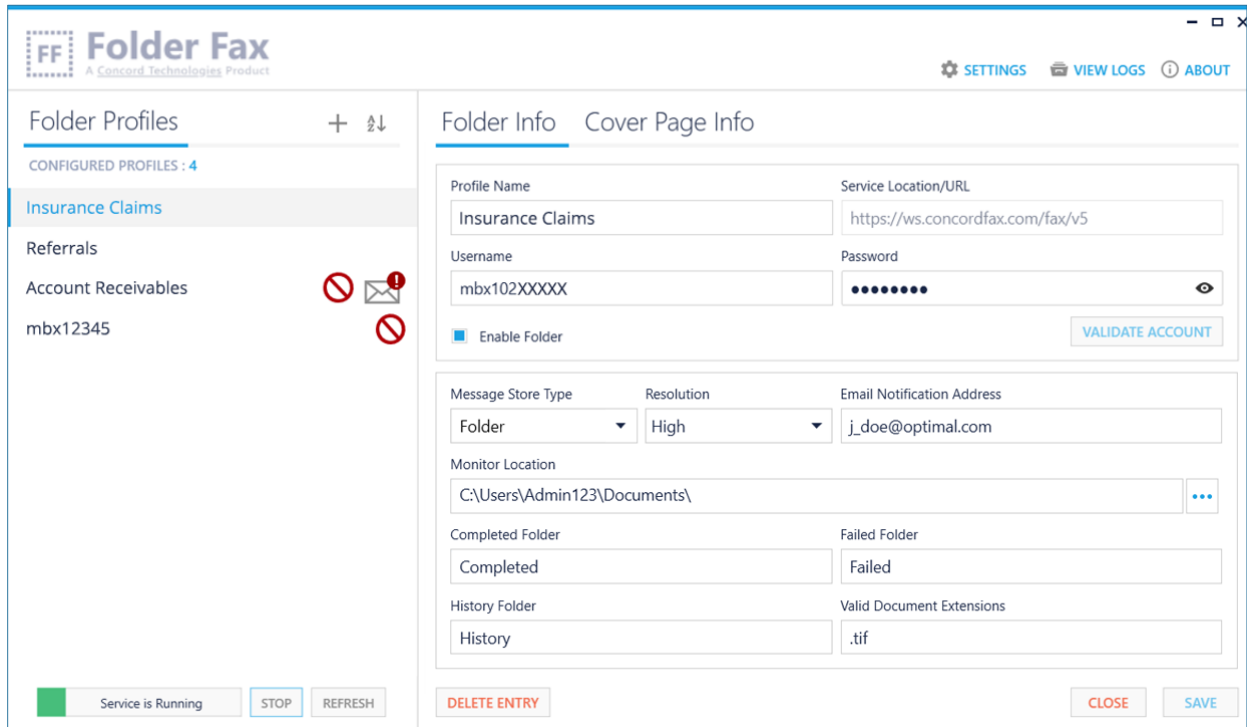 FF Folder Fax
A Concord Technologies Product
SETTINGS VIEW LOGS ABOUT
Folder Profiles
CONFIGURED PROFILES : 4
Insurance Claims
Referrals
Account Receivables
mbx12345
Service is Running STOP REFRESH
Folder Info Cover Page Info
Profile Name Service Location/URL
Insurance Claims https://ws.concordfax.com/fax/v5
Username Password
mbx102XXXXX ●●●●●●●●
Enable Folder VALIDATE ACCOUNT
Message Store Type Resolution Email Notification Address
Folder High j_doe@optimal.com
Monitor Location
C:\Users\Admin123\Documents\
Completed Folder Failed Folder
Completed Failed
History Folder Valid Document Extensions
History .tif
DELETE ENTRY CLOSE SAVE